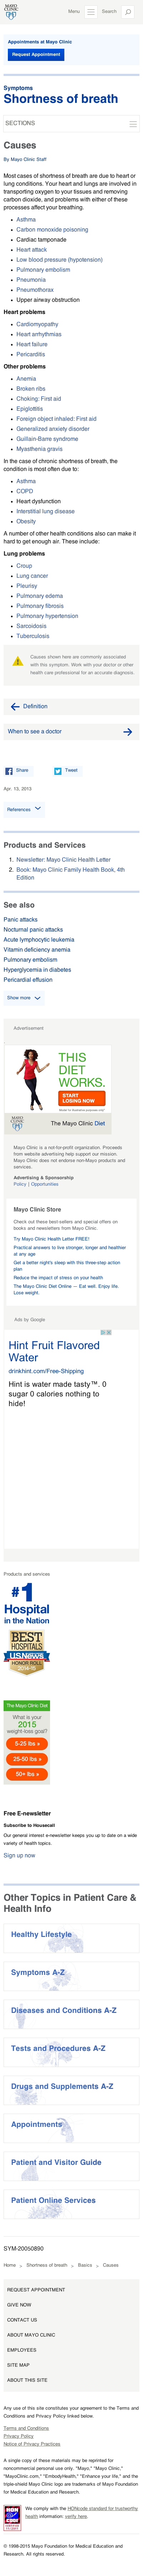 MAYO
CLINIC
Menu
Search
Appointments at Mayo Clinic
Request Appointment
Symptoms
Shortness of breath
SECTIONS
Causes
By Mayo Clinic Staff
Most cases of shortness of breath are due to heart or
lung conditions. Your heart and lungs are involved in
transporting oxygen to your tissues and removing
carbon dioxide, and problems with either of these
processes affect your breathing.
• Asthma
• Carbon monoxide poisoning
• Cardiac tamponade
• Heart attack
• Low blood pressure (hypotension)
• Pulmonary embolism
• Pneumonia
• Pneumothorax
• Upper airway obstruction
Heart problems
• Cardiomyopathy
• Heart arrhythmias
• Heart failure
• Pericarditis
Other problems
• Anemia
• Broken ribs
• Choking: First aid
• Epiglottitis
• Foreign object inhaled: First aid
• Generalized anxiety disorder
• Guillain-Barre syndrome
• Myasthenia gravis
In the case of chronic shortness of breath, the
condition is most often due to:
• Asthma
• COPD
• Heart dysfunction
• Interstitial lung disease
• Obesity
A number of other health conditions also can make it
hard to get enough air. These include:
Lung problems
• Croup
• Lung cancer
• Pleurisy
• Pulmonary edema
• Pulmonary fibrosis
• Pulmonary hypertension
• Sarcoidosis
• Tuberculosis
Causes shown here are commonly associated
with this symptom. Work with your doctor or other
health care professional for an accurate diagnosis.
Definition
When to see a doctor
Share
Tweet
Apr. 13, 2013
References
Products and Services
1. Newsletter: Mayo Clinic Health Letter
2. Book: Mayo Clinic Family Health Book, 4th
Edition
See also
Panic attacks
Nocturnal panic attacks
Acute lymphocytic leukemia
Vitamin deficiency anemia
Pulmonary embolism
Hyperglycemia in diabetes
Pericardial effusion
Show more
Advertisement
THIS
DIET
WORKS.
START
LOSING NOW
Model for illustrative purposes only
The Mayo Clinic Diet
Mayo Clinic is a not-for-profit organization. Proceeds
from website advertising help support our mission.
Mayo Clinic does not endorse non-Mayo products and
services.
Advertising & Sponsorship
Policy | Opportunities
Mayo Clinic Store
Check out these best-sellers and special offers on
books and newsletters from Mayo Clinic.
Try Mayo Clinic Health Letter FREE!
Practical answers to live stronger, longer and healthier
at any age
Get a better night's sleep with this three-step action
plan
Reduce the impact of stress on your health
The Mayo Clinic Diet Online — Eat well. Enjoy life.
Lose weight.
Ads by Google
Hint Fruit Flavored
Water
drinkhint.com/Free-Shipping
Hint is water made tasty™. 0
sugar 0 calories nothing to
hide!
Products and services
#1
Hospital
in the Nation
BEST
HOSPITALS
U.S.News
HONOR ROLL
2014-15
The Mayo Clinic Diet
What is your
2015
weight-loss goal?
5-25 lbs »
25-50 lbs »
50+ lbs »
Free E-newsletter
Subscribe to Housecall
Our general interest e-newsletter keeps you up to date on a wide
variety of health topics.
Sign up now
Other Topics in Patient Care &
Health Info
Healthy Lifestyle
Symptoms A-Z
Diseases and Conditions A-Z
Tests and Procedures A-Z
Drugs and Supplements A-Z
Appointments
Patient and Visitor Guide
Patient Online Services
SYM-20050890
Home
Shortness of breath
Basics
Causes
REQUEST APPOINTMENT
GIVE NOW
CONTACT US
ABOUT MAYO CLINIC
EMPLOYEES
SITE MAP
ABOUT THIS SITE
Any use of this site constitutes your agreement to the Terms and
Conditions and Privacy Policy linked below.
Terms and Conditions
Privacy Policy
Notice of Privacy Practices
A single copy of these materials may be reprinted for
noncommercial personal use only. "Mayo," "Mayo Clinic,"
"MayoClinic.com," "EmbodyHealth," "Enhance your life," and the
triple-shield Mayo Clinic logo are trademarks of Mayo Foundation
for Medical Education and Research.
We comply with the HONcode standard for trustworthy
health information: verify here.
© 1998-2015 Mayo Foundation for Medical Education and
Research. All rights reserved.